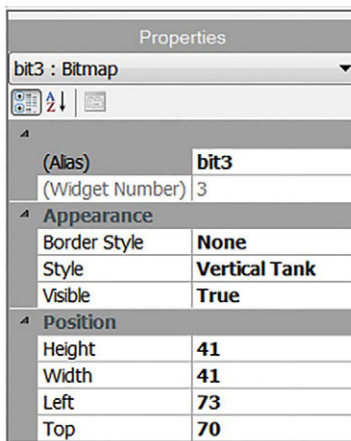 Properties
bit3 : Bitmap
(Alias) bit3
(Widget Number) 3
Appearance
Border Style None
Style Vertical Tank
Visible True
Position
Height 41
Width 41
Left 73
Top 70